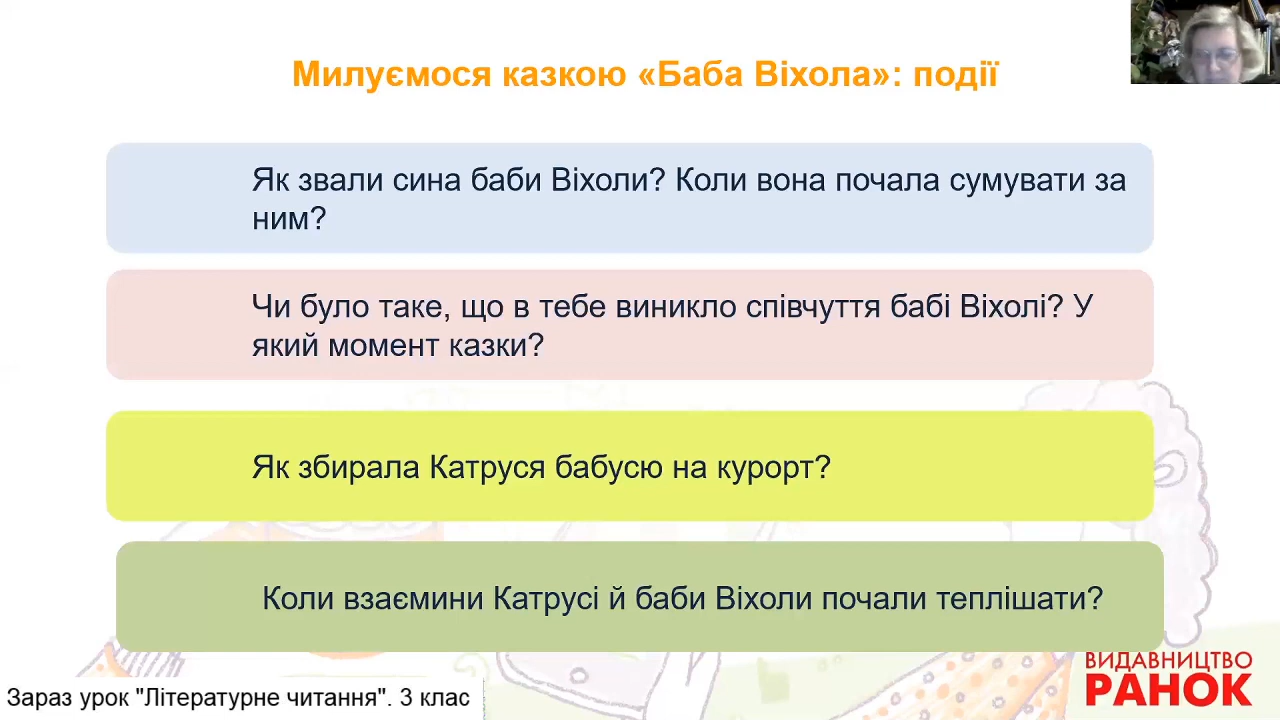 Милуємося казкою «Баба Віхола»: події
Як звали сина баби Віхоли? Коли вона почала сумувати за
ним?
Чи було таке, що в тебе виникло співчуття бабі Віхолі? У
який момент казки?
Як збирала Катруся бабусю на курорт?
Коли взаємини Катрусі й баби Віхоли почали теплішати?
ВИДАВНИЦТВО
РАНОК
Зараз урок "Літературне читання". 3 клас